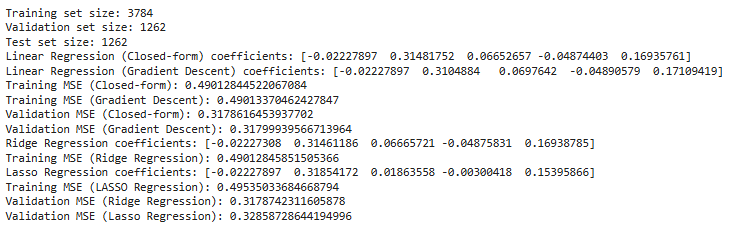 Training set size: 3784
Validation set size: 1262
Test set size: 1262
Linear Regression (Closed-form) coefficients: [-0.02227897  0.31481752  0.06652657 -0.04874403  0.16935761]
Linear Regression (Gradient Descent) coefficients: [-0.02227897  0.3104884   0.0697642  -0.04890579  0.17109419]
Training MSE (Closed-form): 0.49012844522067084
Training MSE (Gradient Descent): 0.49013370462427847
Validation MSE (Closed-form): 0.3178616453937702
Validation MSE (Gradient Descent): 0.31799939566713964
Ridge Regression coefficients: [-0.02227308  0.31461186  0.06665721 -0.04875831  0.16938785]
Training MSE (Ridge Regression): 0.49012845851505366
Lasso Regression coefficients: [-0.02227897  0.31854172  0.01863558 -0.00300418  0.15395866]
Training MSE (LASSO Regression): 0.49535033684668794
Validation MSE (Ridge Regression): 0.3178742311605878
Validation MSE (Lasso Regression): 0.32858728644194996